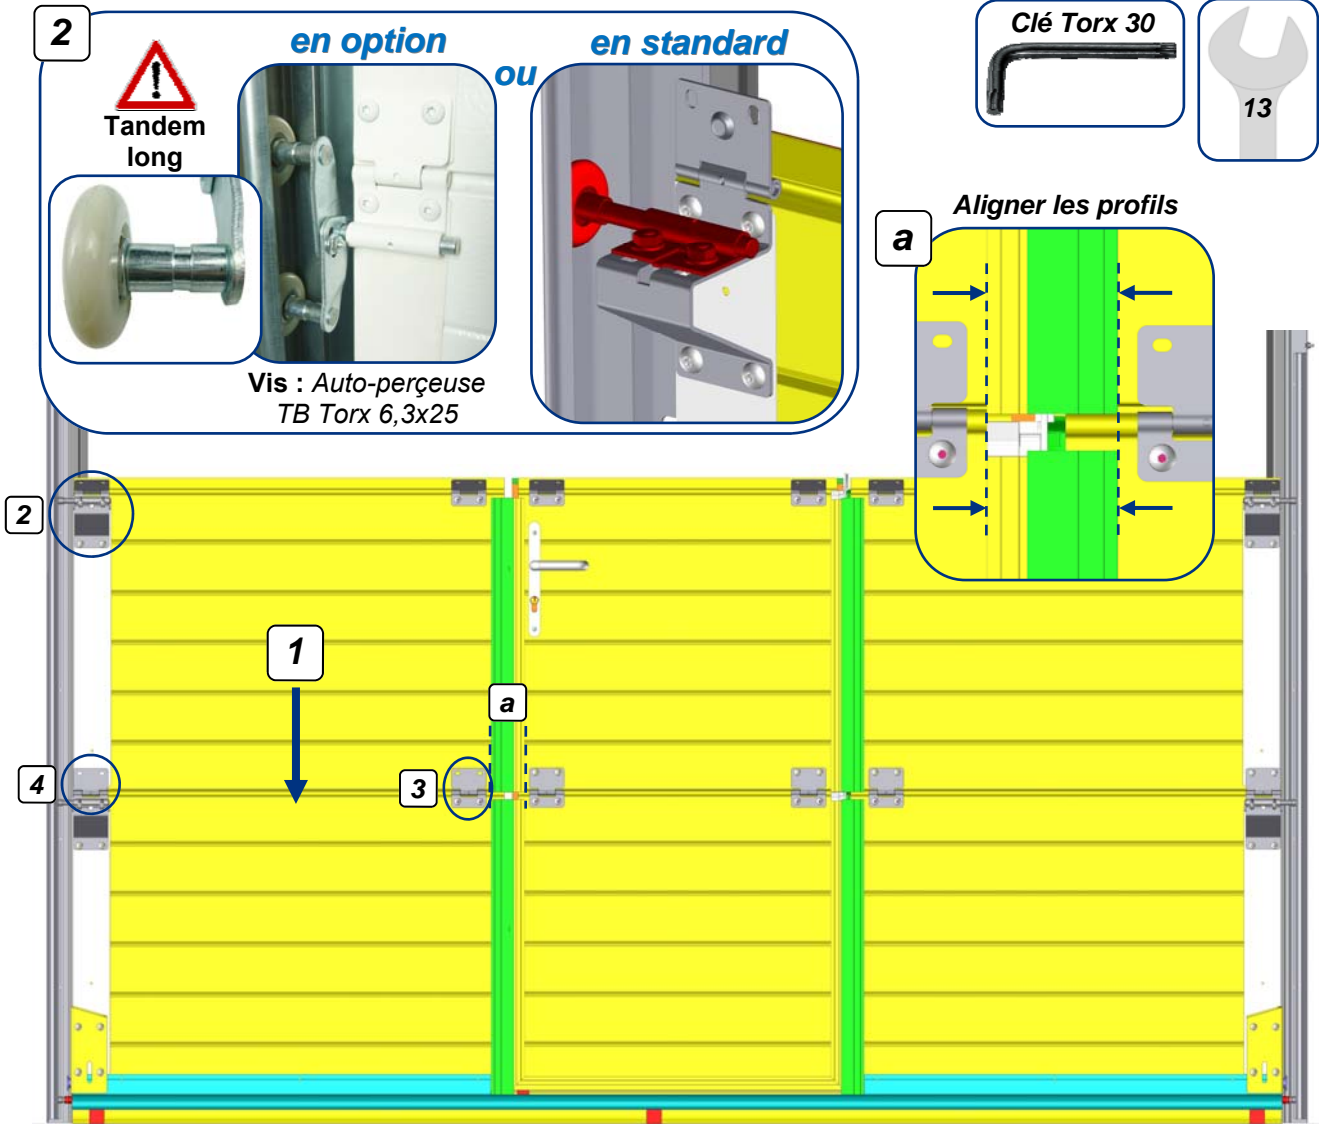 2
en option
ou
en standard
Tandem
long
Vis : Auto-perçeuse
TB Torx 6,3x25
Clé Torx 30
13
Aligner les profils
a
2
1
a
4
3